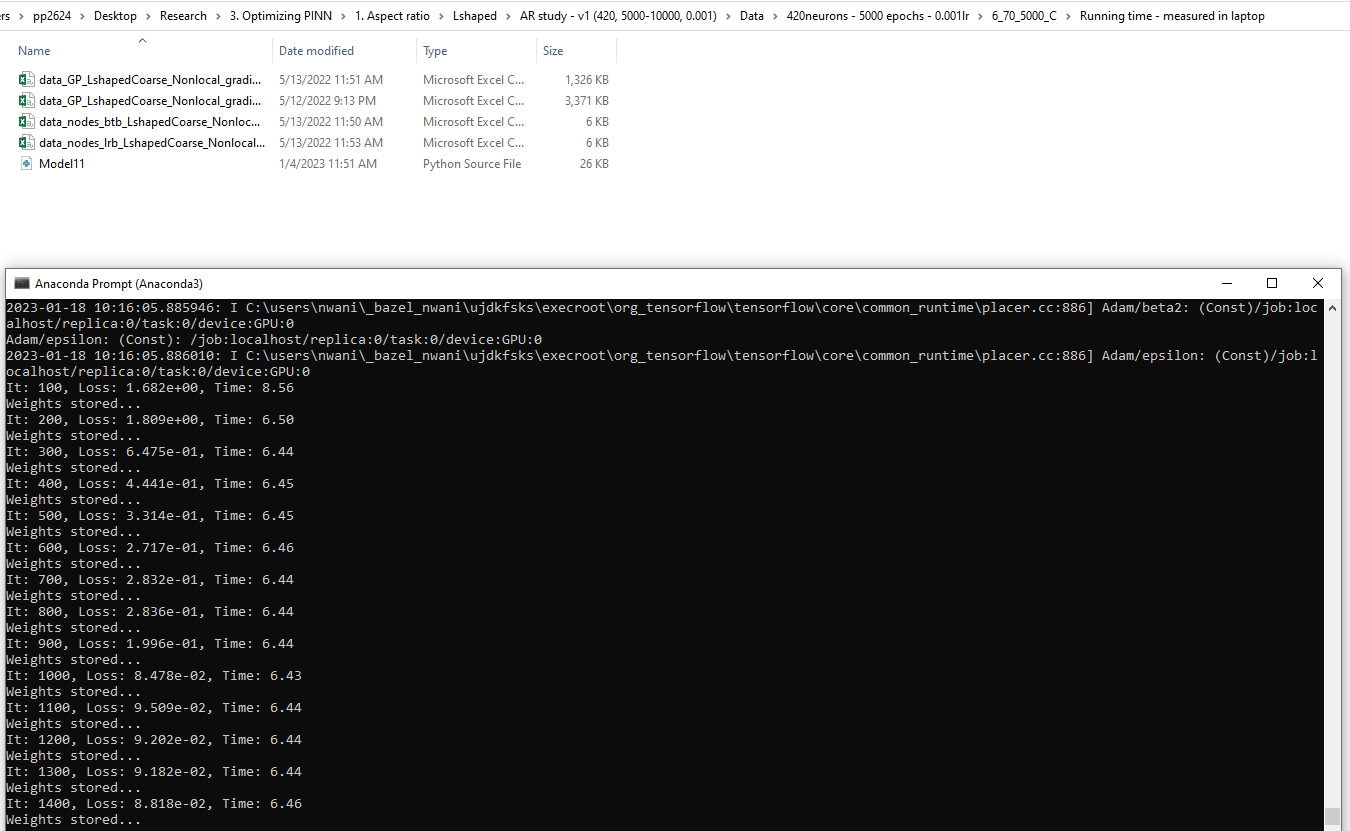 ers > pp2624 > Desktop > Research > 3. Optimizing PINN > 1. Aspect ratio > Lshaped > AR study - v1 (420, 5000-10000, 0.001) > Data > 420neurons - 5000 epochs - 0.001lr > 6_70_5000_C > Running time - measured in laptop
Name Date modified Type Size
data_GP_LshapedCoarse_Nonlocal_gradi... 5/13/2022 11:51 AM Microsoft Excel C... 1,326 KB
data_GP_LshapedCoarse_Nonlocal_gradi... 5/12/2022 9:13 PM Microsoft Excel C... 3,371 KB
data_nodes_btb_LshapedCoarse_Nonloc... 5/13/2022 11:50 AM Microsoft Excel C... 6 KB
data_nodes_lrb_LshapedCoarse_Nonlocal... 5/13/2022 11:53 AM Microsoft Excel C... 6 KB
Model11 1/4/2023 11:51 AM Python Source File 26 KB
Anaconda Prompt (Anaconda3)
2023-01-18 10:16:05.885946: I C:\users\nwani\_bazel_nwani\ujdkfsks\execroot\org_tensorflow\tensorflow\core\common_runtime\placer.cc:886] Adam/beta2: (Const)/job:loc
alhost/replica:0/task:0/device:GPU:0
Adam/epsilon: (Const): /job:localhost/replica:0/task:0/device:GPU:0
2023-01-18 10:16:05.886010: I C:\users\nwani\_bazel_nwani\ujdkfsks\execroot\org_tensorflow\tensorflow\core\common_runtime\placer.cc:886] Adam/epsilon: (Const)/job:l
ocalhost/replica:0/task:0/device:GPU:0
It: 100, Loss: 1.682e+00, Time: 8.56
Weights stored...
It: 200, Loss: 1.809e+00, Time: 6.50
Weights stored...
It: 300, Loss: 6.475e-01, Time: 6.44
Weights stored...
It: 400, Loss: 4.441e-01, Time: 6.45
Weights stored...
It: 500, Loss: 3.314e-01, Time: 6.45
Weights stored...
It: 600, Loss: 2.717e-01, Time: 6.46
Weights stored...
It: 700, Loss: 2.832e-01, Time: 6.44
Weights stored...
It: 800, Loss: 2.836e-01, Time: 6.44
Weights stored...
It: 900, Loss: 1.996e-01, Time: 6.44
Weights stored...
It: 1000, Loss: 8.478e-02, Time: 6.43
Weights stored...
It: 1100, Loss: 9.509e-02, Time: 6.44
Weights stored...
It: 1200, Loss: 9.202e-02, Time: 6.44
Weights stored...
It: 1300, Loss: 9.182e-02, Time: 6.44
Weights stored...
It: 1400, Loss: 8.818e-02, Time: 6.46
Weights stored...